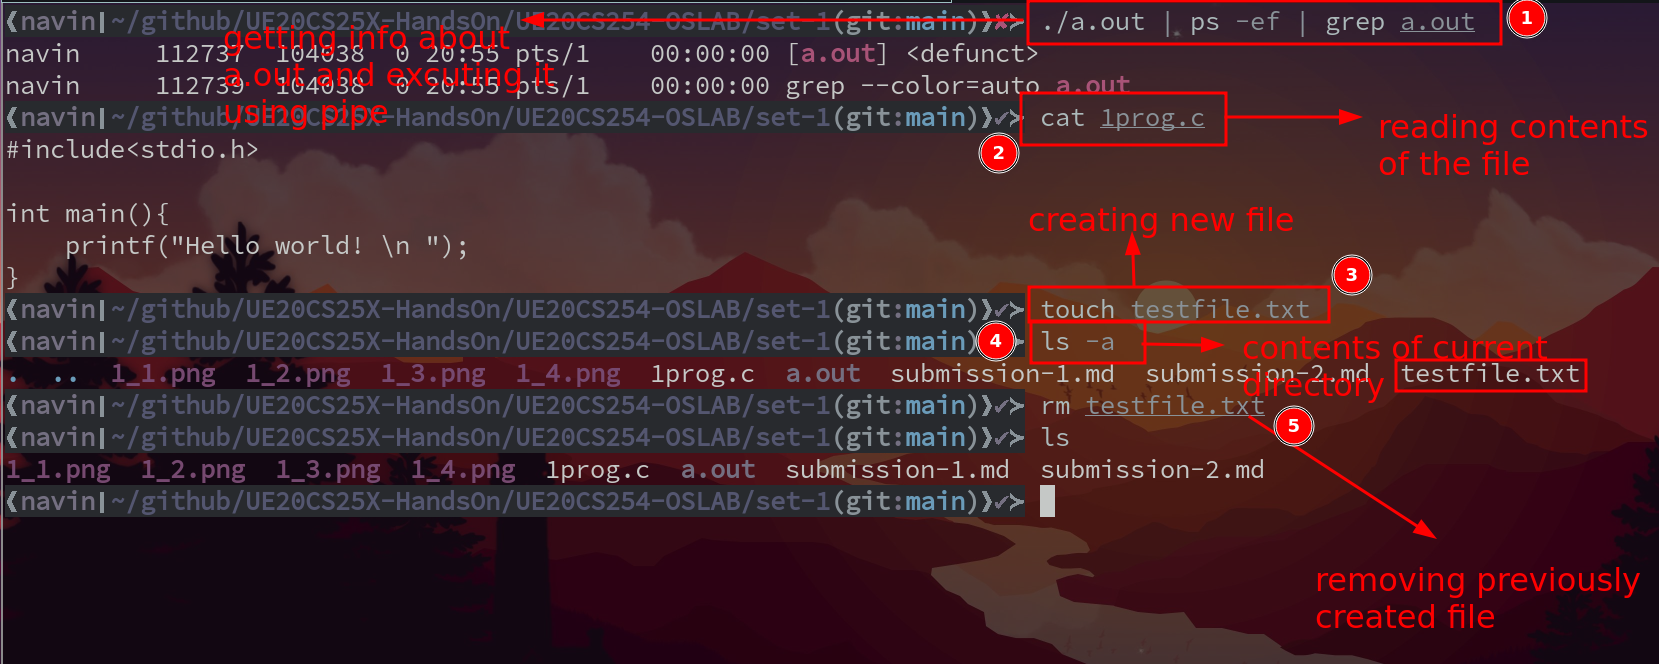 ⟪navin|~/github/UE20CS25X-HandsOn/UE20CS254-OSLAB/set-1(git:main)⟫✘≻ ./a.out | ps -ef | grep a.out
1
getting info about
a.out and excuting it
using pipe
navin 112737 104038 0 20:55 pts/1 00:00:00 [a.out] <defunct>
navin 112739 104038 0 20:55 pts/1 00:00:00 grep --color=auto a.out
⟪navin|~/github/UE20CS25X-HandsOn/UE20CS254-OSLAB/set-1(git:main)⟫✓≻ cat 1prog.c
2
reading contents
of the file
#include<stdio.h>
int main(){
printf("Hello world! \n ");
}
creating new file
3
⟪navin|~/github/UE20CS25X-HandsOn/UE20CS254-OSLAB/set-1(git:main)⟫✓≻ touch testfile.txt
⟪navin|~/github/UE20CS25X-HandsOn/UE20CS254-OSLAB/set-1(git:main)⟫≻ ls -a
4
contents of current
directory
. .. 1_1.png 1_2.png 1_3.png 1_4.png 1prog.c a.out submission-1.md submission-2.md testfile.txt
⟪navin|~/github/UE20CS25X-HandsOn/UE20CS254-OSLAB/set-1(git:main)⟫✓≻ rm testfile.txt
5
⟪navin|~/github/UE20CS25X-HandsOn/UE20CS254-OSLAB/set-1(git:main)⟫✓≻ ls
1_1.png 1_2.png 1_3.png 1_4.png 1prog.c a.out submission-1.md submission-2.md
⟪navin|~/github/UE20CS25X-HandsOn/UE20CS254-OSLAB/set-1(git:main)⟫✓≻
removing previously
created file